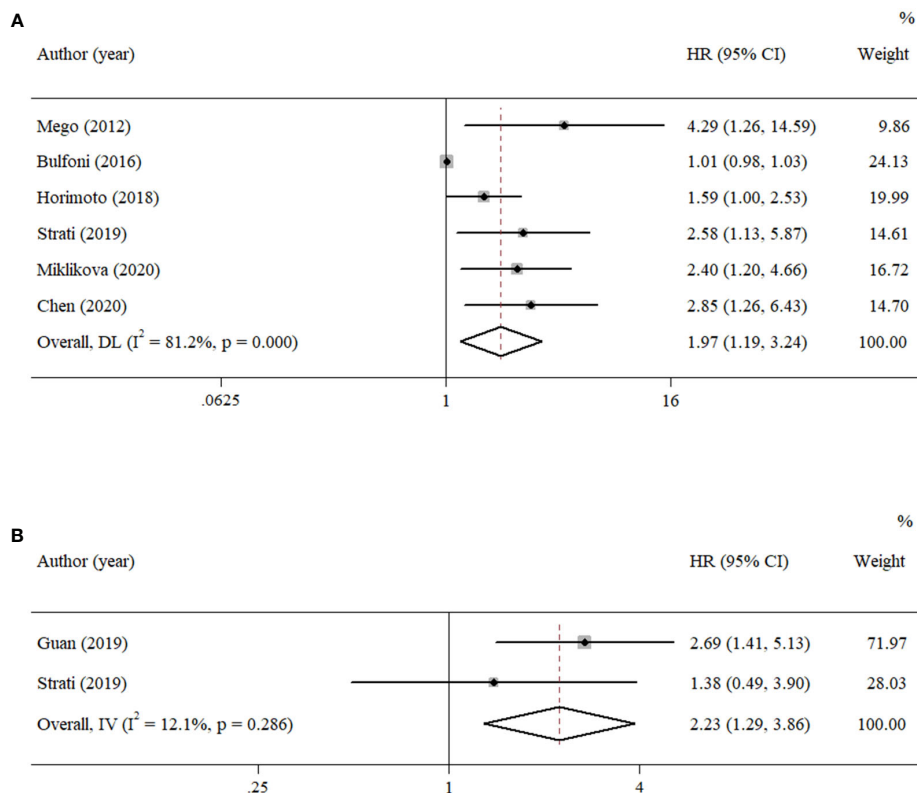 A
%
Author (year) HR (95% CI) Weight
Mego (2012) 4.29 (1.26, 14.59) 9.86
Bulfoni (2016) 1.01 (0.98, 1.03) 24.13
Horimoto (2018) 1.59 (1.00, 2.53) 19.99
Strati (2019) 2.58 (1.13, 5.87) 14.61
Miklikova (2020) 2.40 (1.20, 4.66) 16.72
Chen (2020) 2.85 (1.26, 6.43) 14.70
Overall, DL (I² = 81.2%, p = 0.000) 1.97 (1.19, 3.24) 100.00
.0625 1 16
B
%
Author (year) HR (95% CI) Weight
Guan (2019) 2.69 (1.41, 5.13) 71.97
Strati (2019) 1.38 (0.49, 3.90) 28.03
Overall, IV (I² = 12.1%, p = 0.286) 2.23 (1.29, 3.86) 100.00
.25 1 4